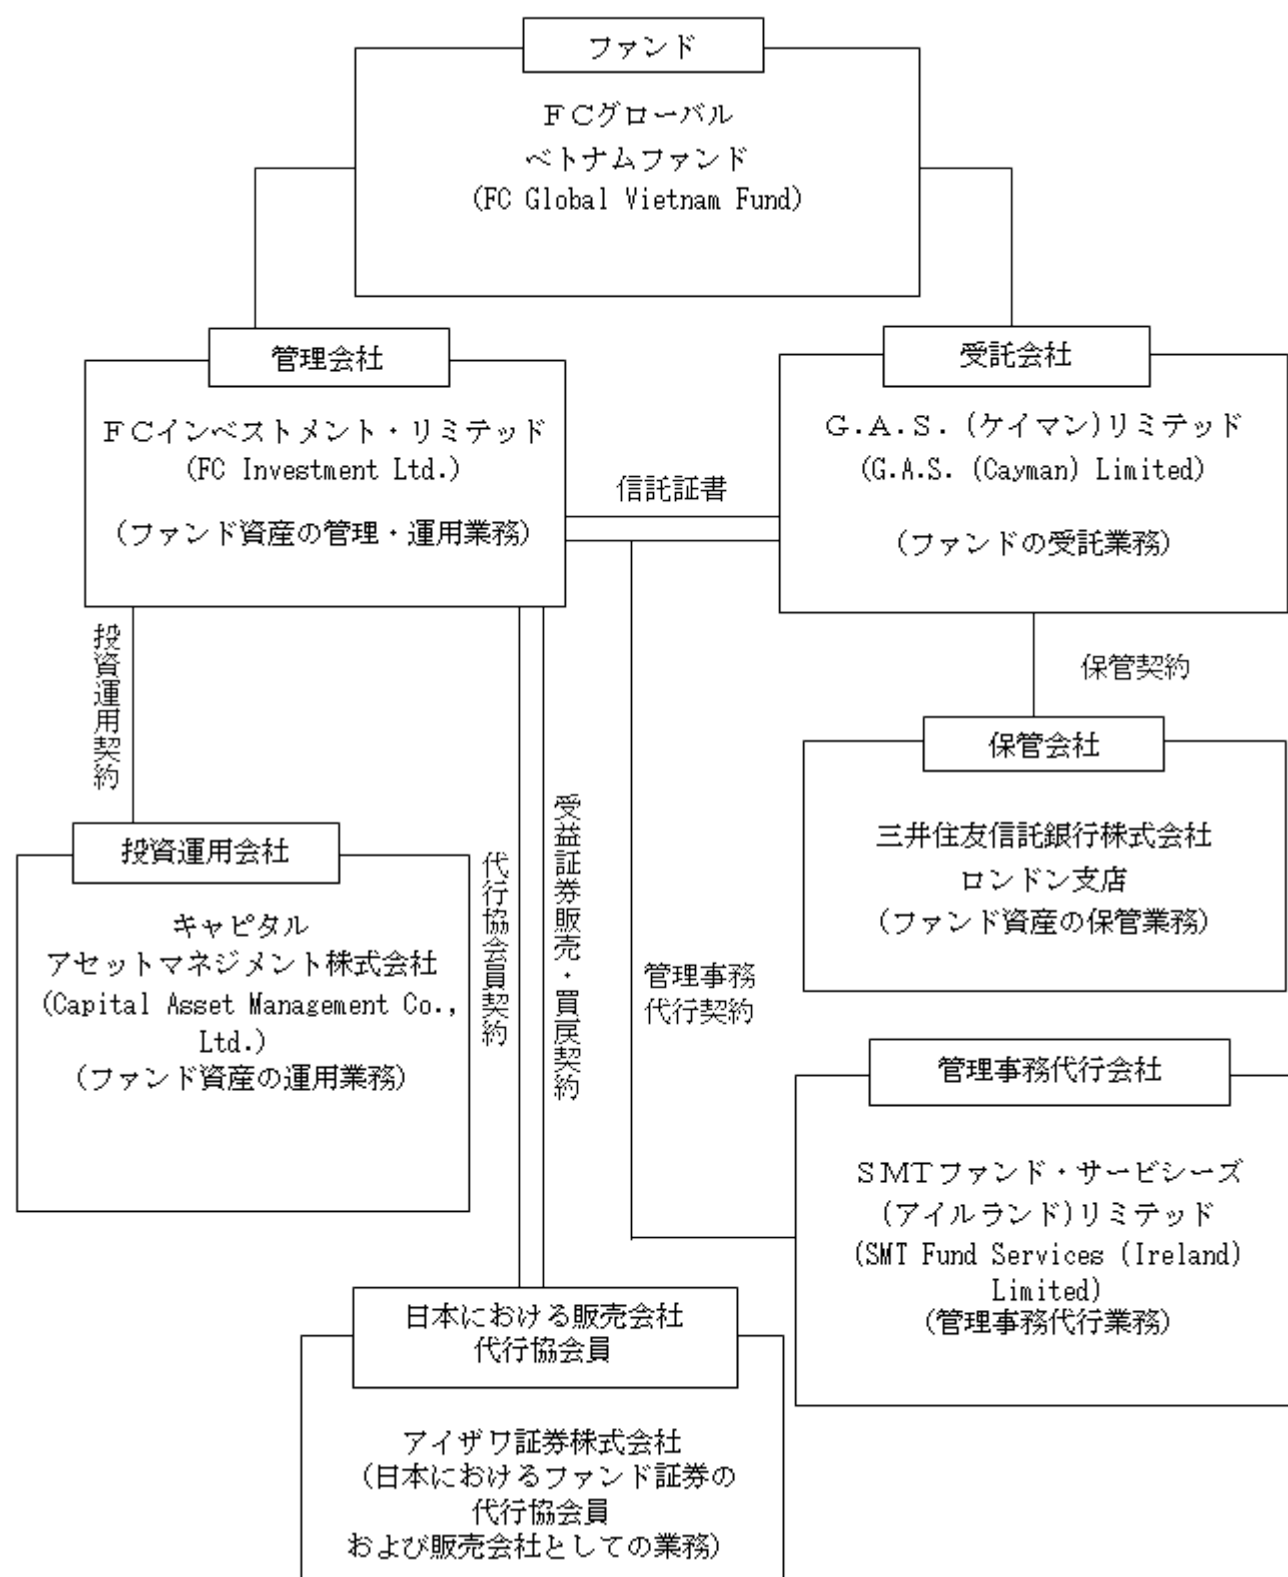 ファンド
ＦＣグローバル
ベトナムファンド
(FC Global Vietnam Fund)
管理会社
ＦＣインベストメント・リミテッド
(FC Investment Ltd.)
(ファンド資産の管理・運用業務)
信託証書
受託会社
Ｇ.Ａ.Ｓ.(ケイマン)リミテッド
(G.A.S. (Cayman) Limited)
(ファンドの受託業務)
投資運用契約
保管契約
保管会社
三井住友信託銀行株式会社
ロンドン支店
(ファンド資産の保管業務)
投資運用会社
キャピタル
アセットマネジメント株式会社
(Capital Asset Management Co.,
Ltd.)
(ファンド資産の運用業務)
代行協会員契約
受益証券販売・買戻契約
管理事務
代行契約
管理事務代行会社
ＳＭＴファンド・サービシーズ
(アイルランド)リミテッド
(SMT Fund Services (Ireland)
Limited)
(管理事務代行業務)
日本における販売会社
代行協会員
アイザワ証券株式会社
(日本におけるファンド証券の
代行協会員
および販売会社としての業務)